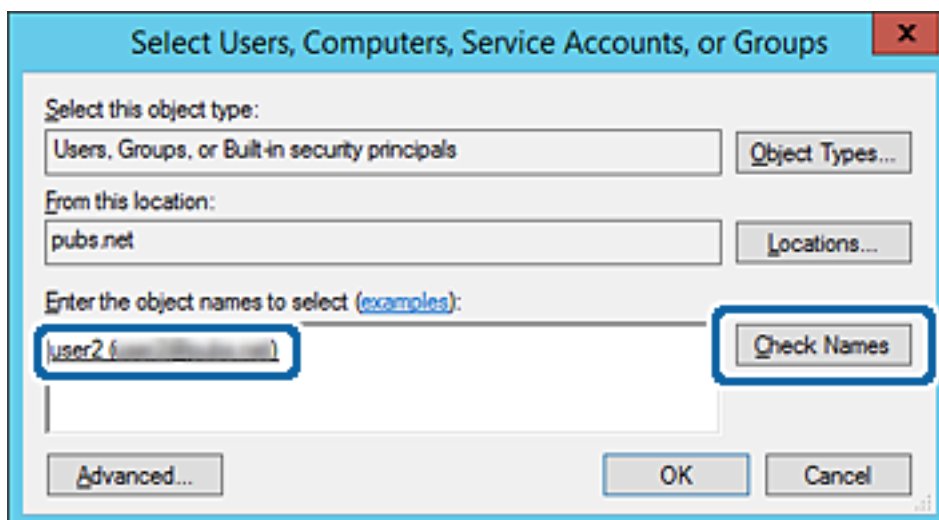 Select Users, Computers, Service Accounts, or Groups
x
Select this object type:
Users, Groups, or Built-in security principals
Object Types...
From this location:
pubs.net
Locations...
Enter the object names to select (examples):
user2 ( )
Check Names
Advanced...
OK
Cancel